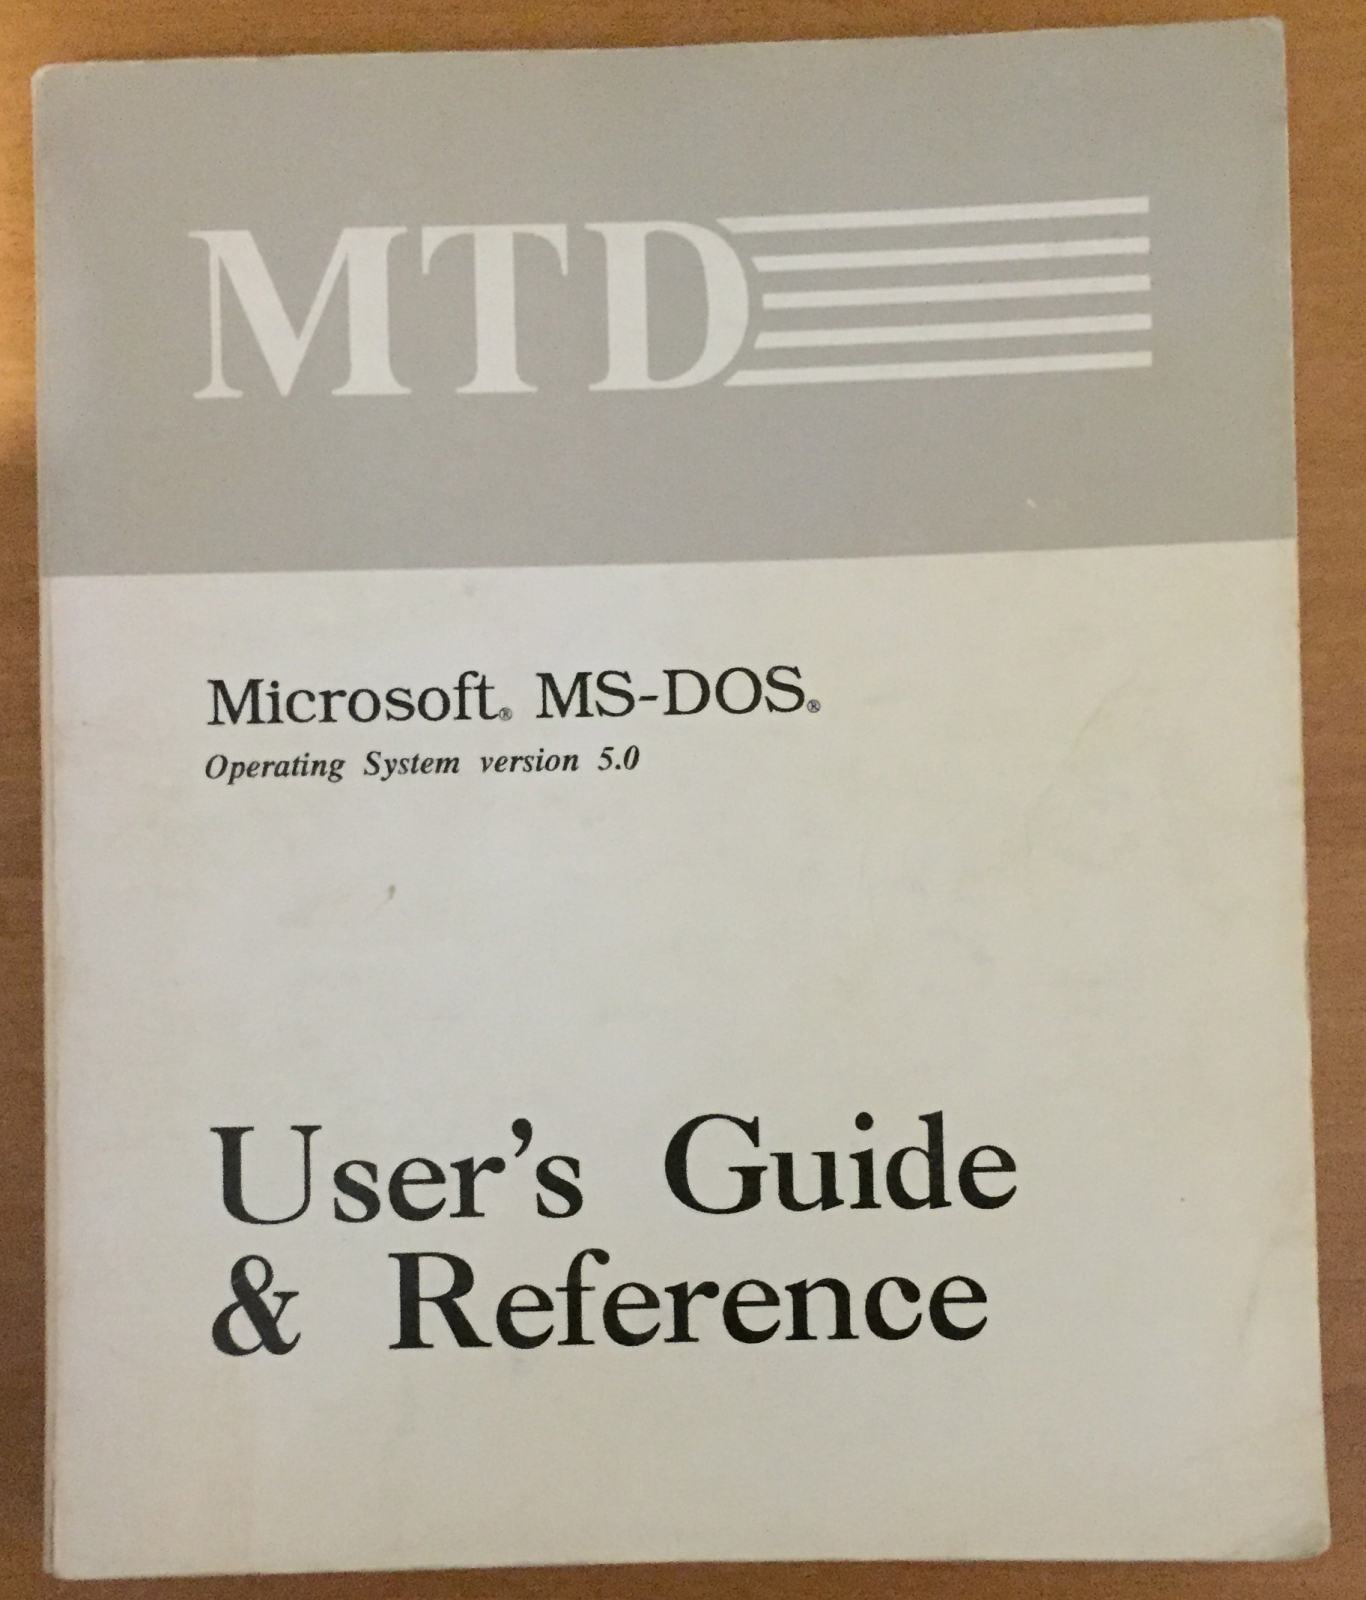 MTD
Microsoft® MS-DOS®
Operating System version 5.0
User's Guide
& Reference